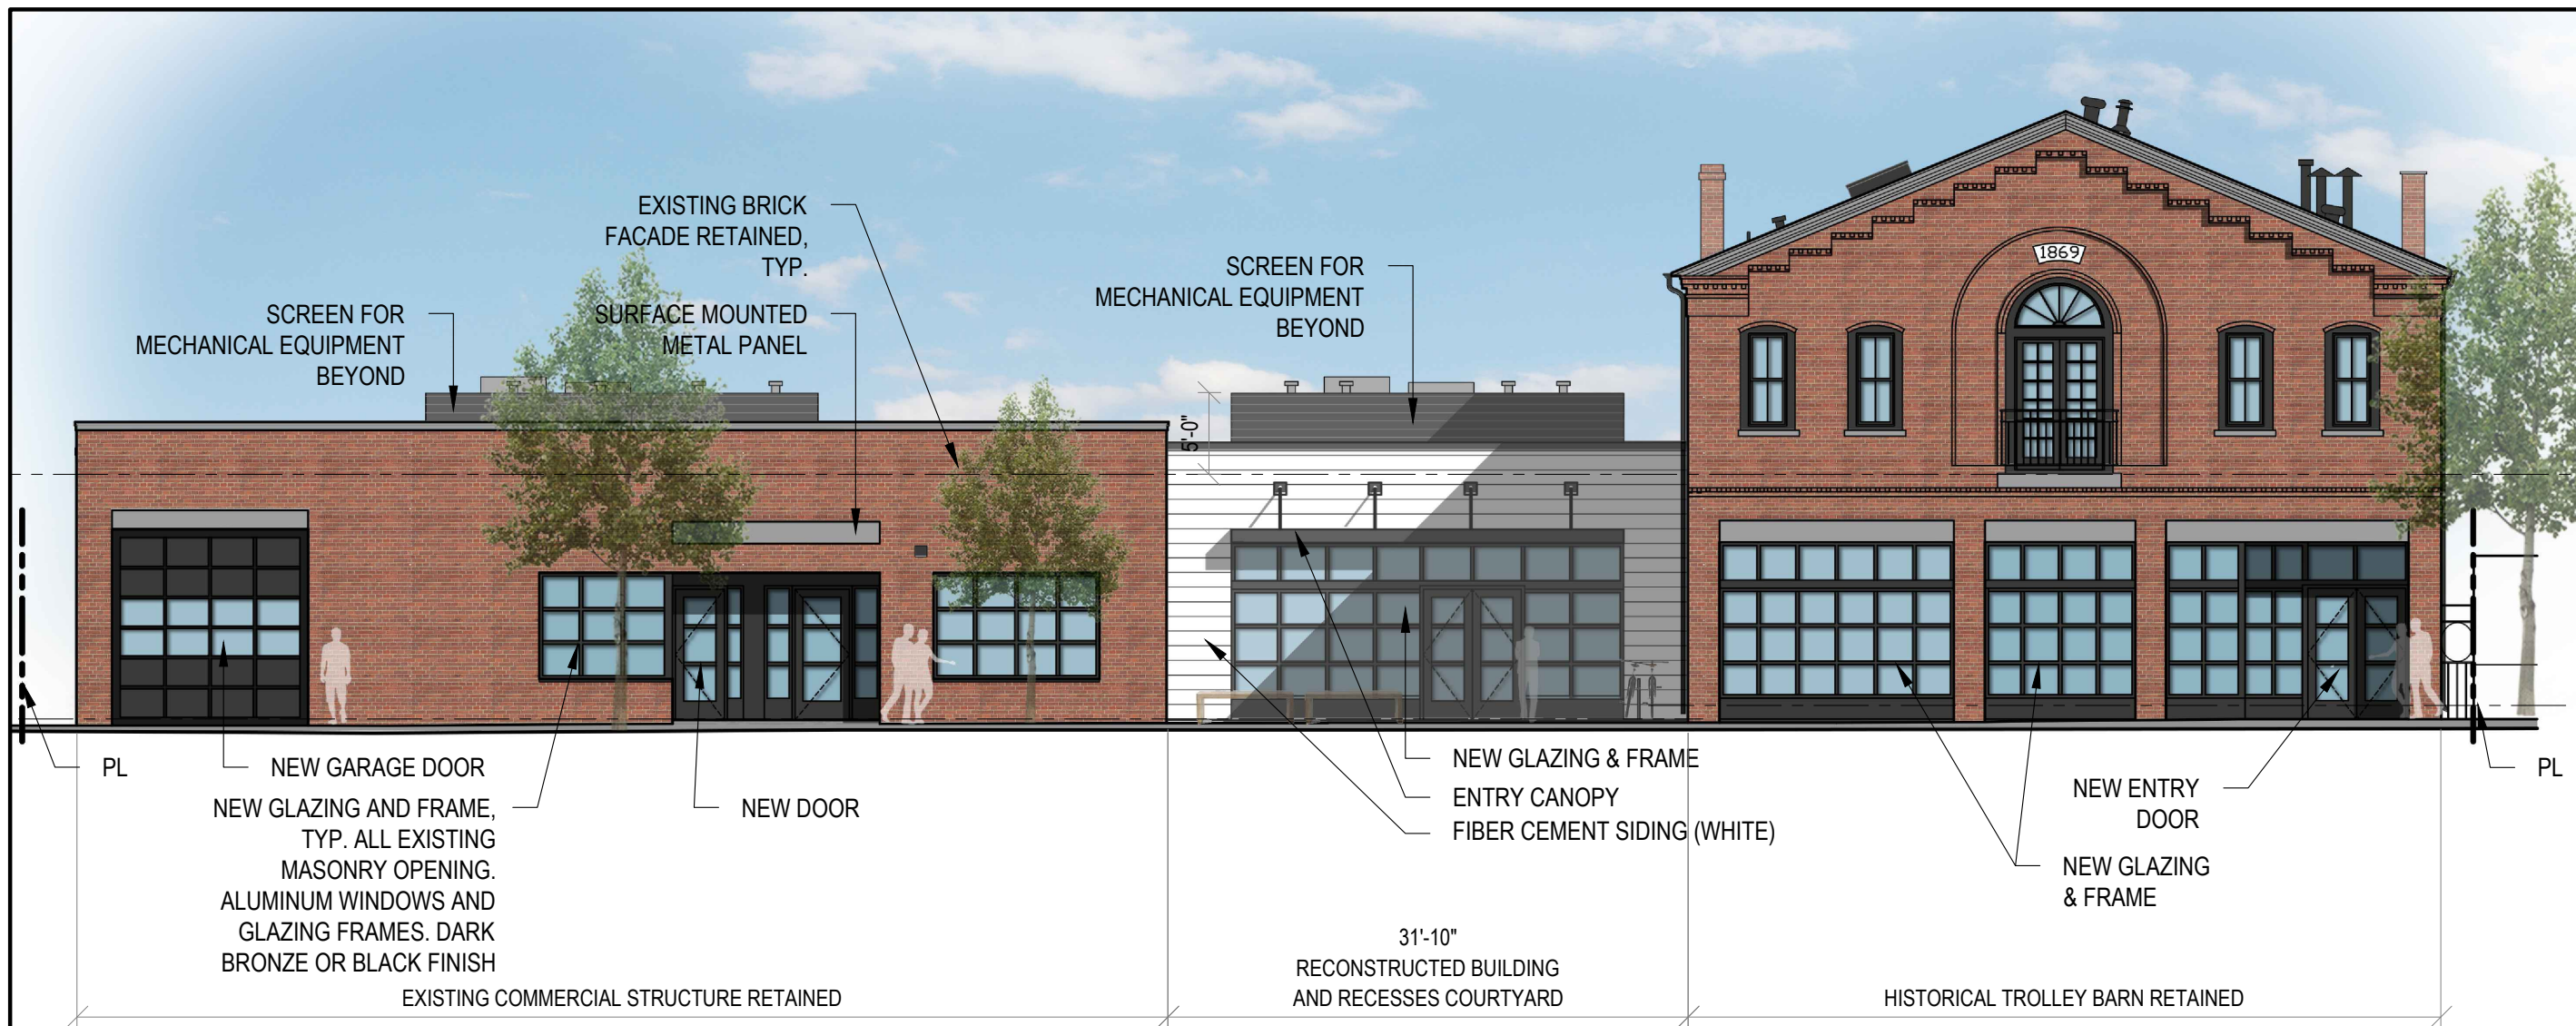 EXISTING BRICK
FACADE RETAINED,
TYP.
SCREEN FOR
MECHANICAL EQUIPMENT
BEYOND
SURFACE MOUNTED
METAL PANEL
SCREEN FOR
MECHANICAL EQUIPMENT
BEYOND
1869
5'-0"
PL
NEW GARAGE DOOR
NEW GLAZING AND FRAME,
TYP. ALL EXISTING
MASONRY OPENING.
ALUMINUM WINDOWS AND
GLAZING FRAMES. DARK
BRONZE OR BLACK FINISH
NEW DOOR
NEW GLAZING & FRAME
ENTRY CANOPY
FIBER CEMENT SIDING (WHITE)
NEW ENTRY
DOOR
NEW GLAZING
& FRAME
PL
EXISTING COMMERCIAL STRUCTURE RETAINED
31'-10"
RECONSTRUCTED BUILDING
AND RECESSES COURTYARD
HISTORICAL TROLLEY BARN RETAINED